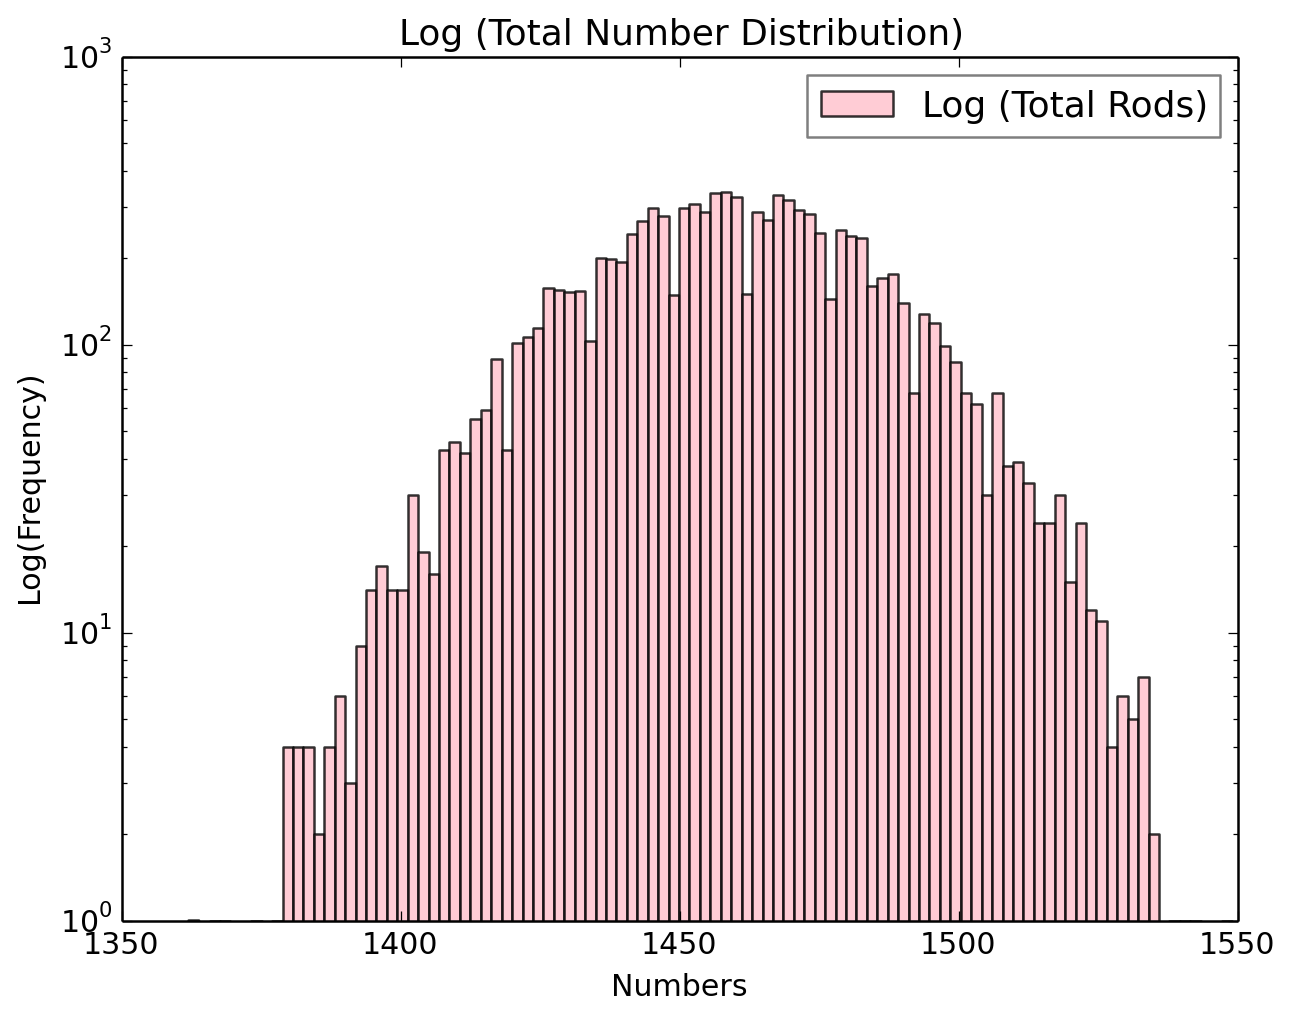 Log (Total Number Distribution)
10³
Log (Total Rods)
10²
Log(Frequency)
10¹
10⁰
1350 1400 1450 1500 1550
Numbers